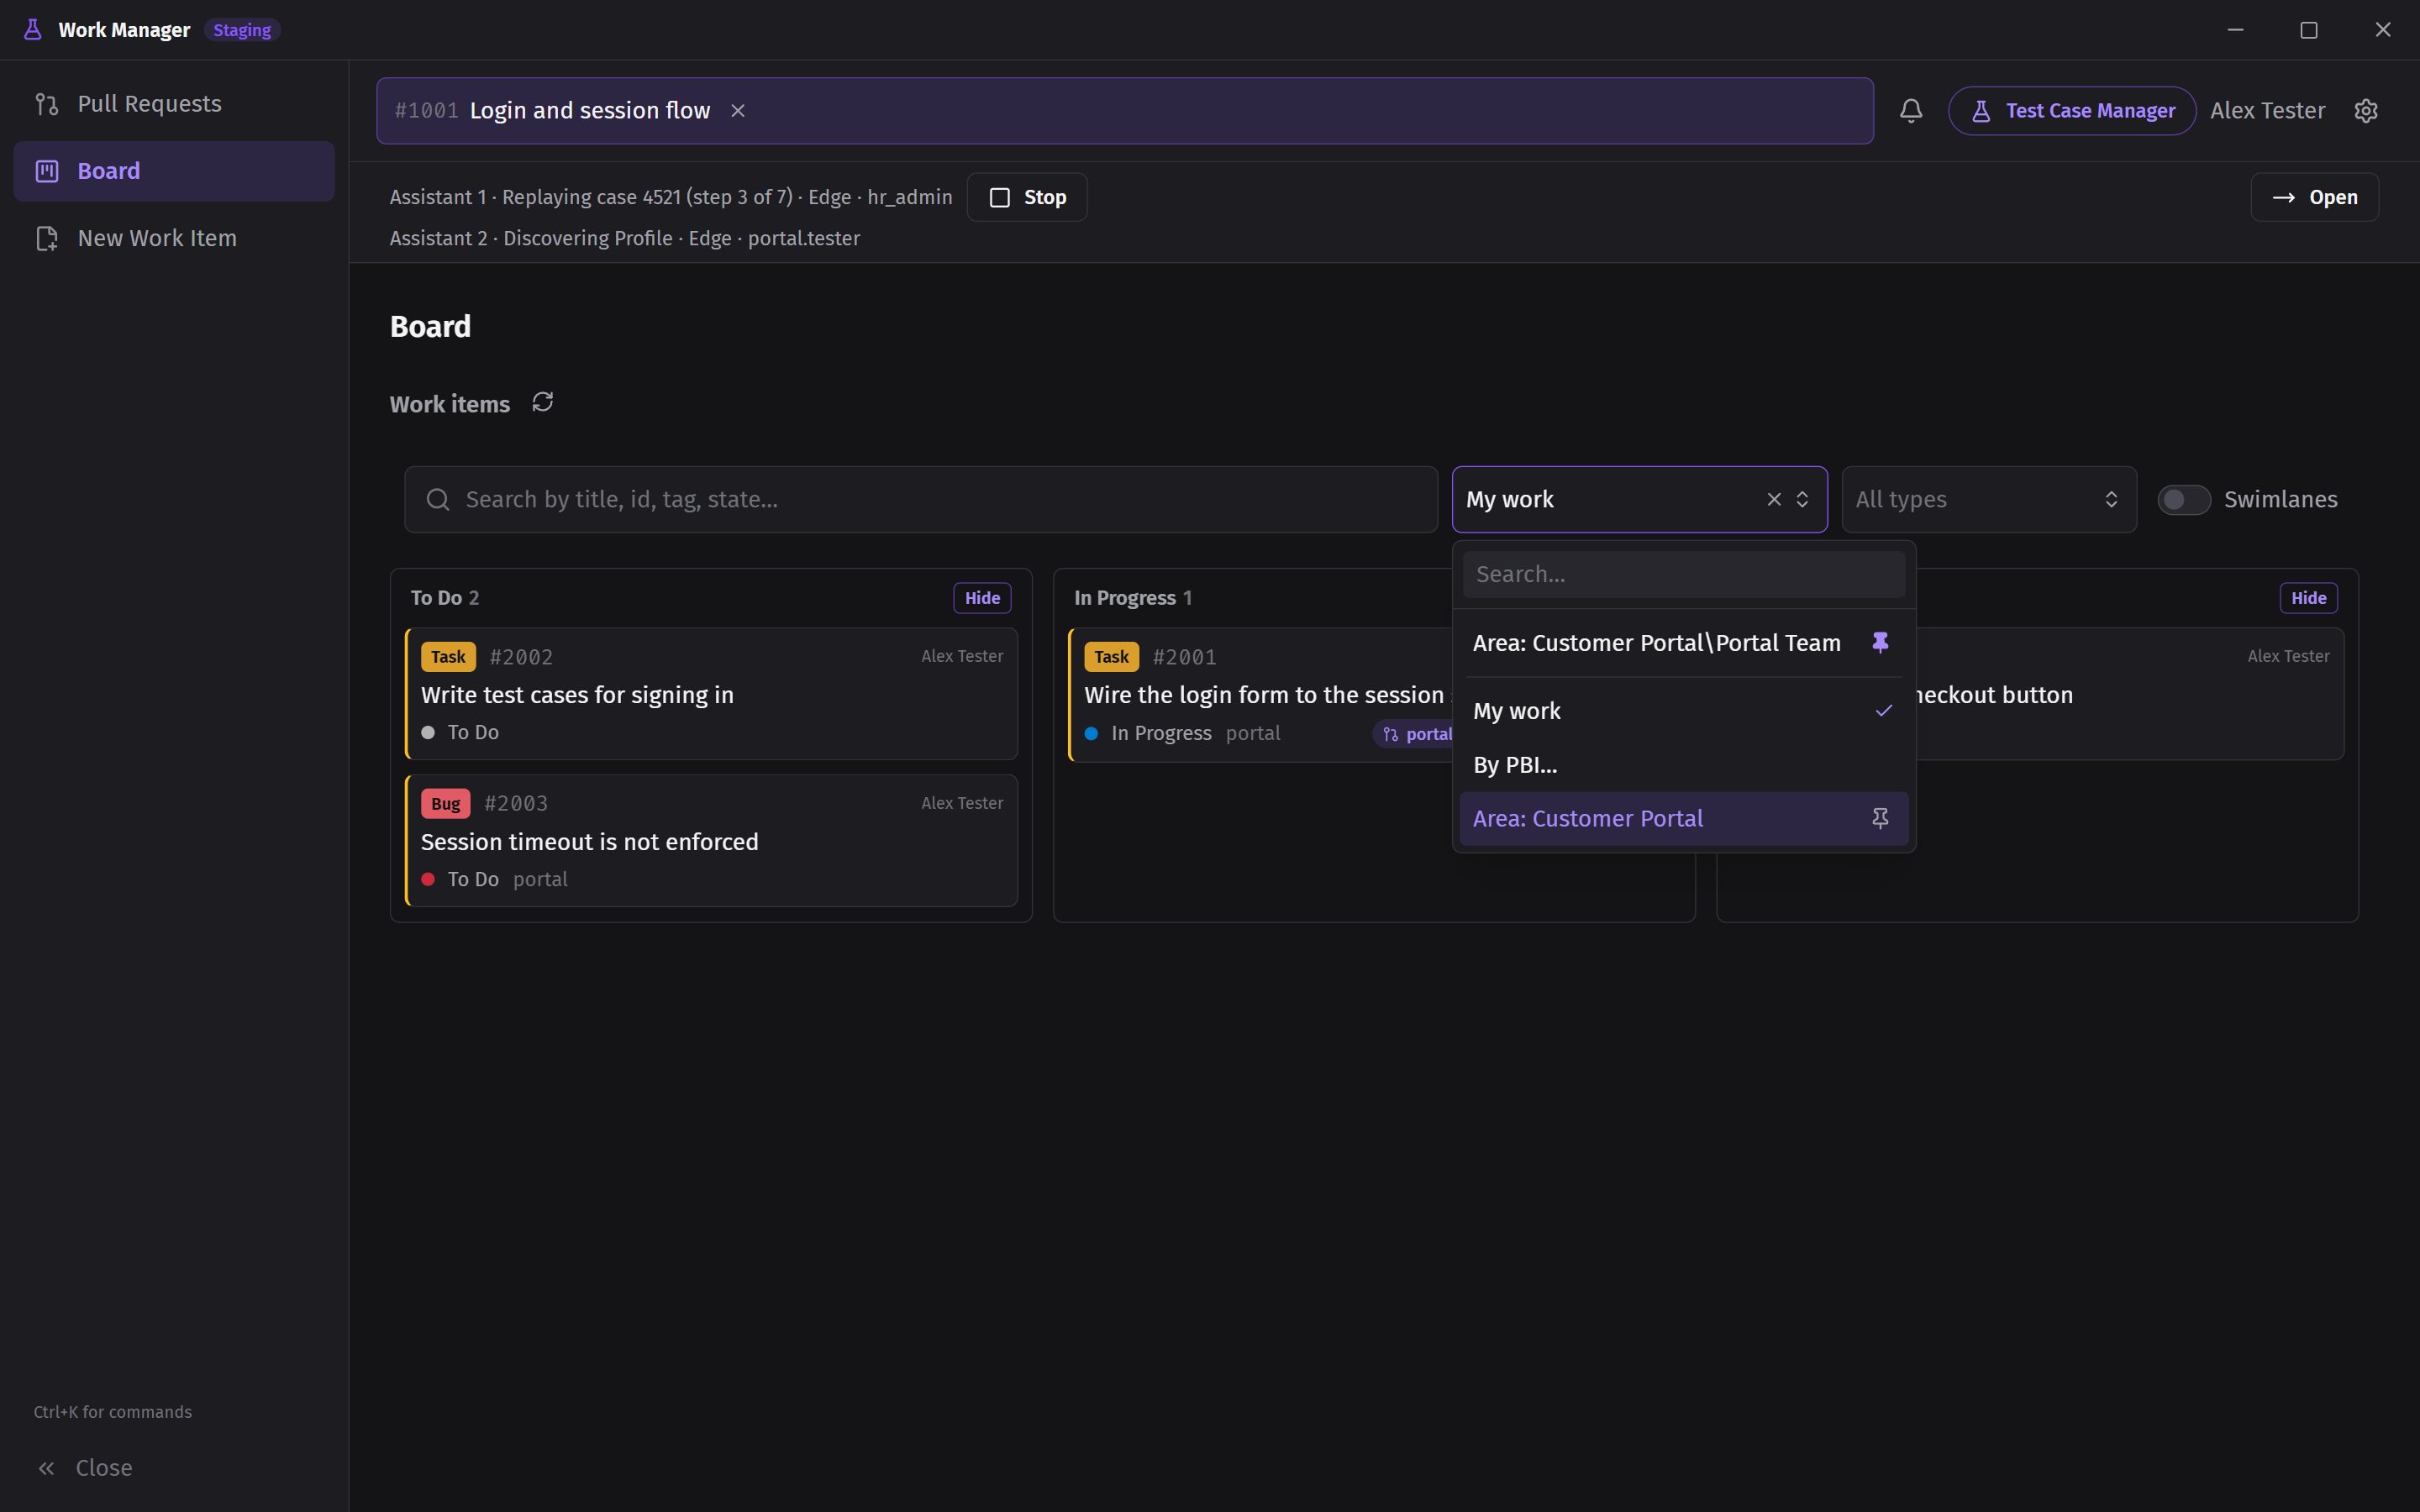 Work Manager Staging
Pull Requests
Board
New Work Item
Ctrl+K for commands
Close
#1001 Login and session flow
Test Case Manager
Alex Tester
Assistant 1 · Replaying case 4521 (step 3 of 7) · Edge · hr_admin
Stop
Open
Assistant 2 · Discovering Profile · Edge · portal.tester
Board
Work items
Search by title, id, tag, state...
My work
All types
Swimlanes
To Do 2
Hide
Task #2002 Alex Tester
Write test cases for signing in
To Do
Bug #2003 Alex Tester
Session timeout is not enforced
To Do portal
In Progress 1
Task #2001
Wire the login form to the session
In Progress portal
portal
Search...
Area: Customer Portal\Portal Team
My work
By PBI...
Area: Customer Portal
Hide
Alex Tester
button